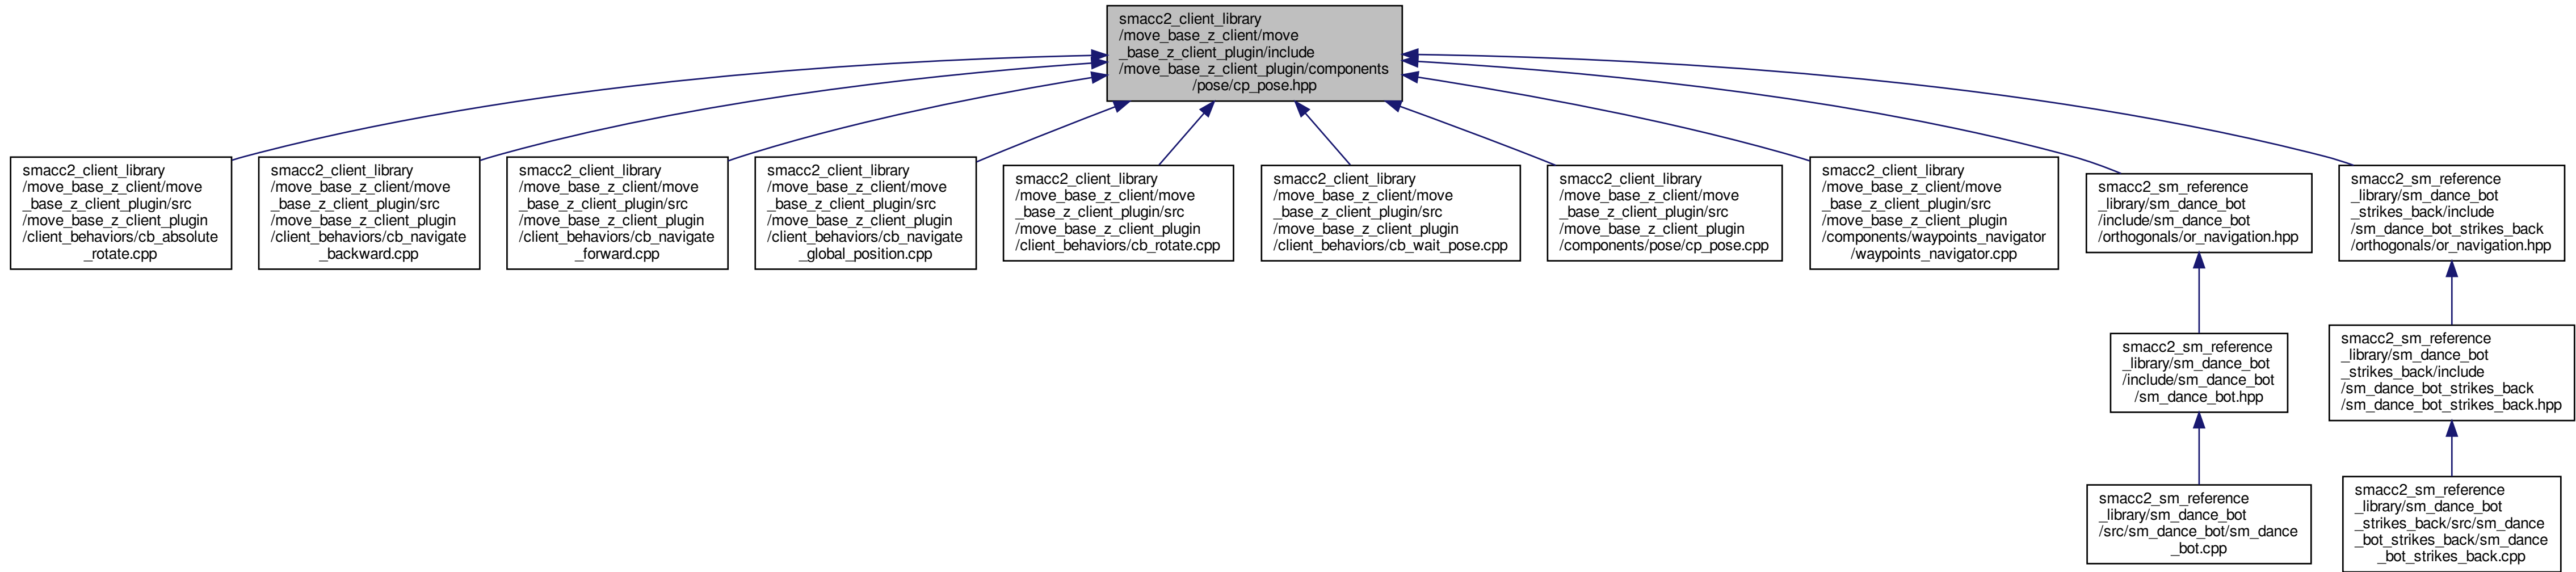 smacc2_client_library
/move_base_z_client/move
_base_z_client_plugin/include
/move_base_z_client_plugin/components
/pose/cp_pose.hpp
smacc2_client_library
/move_base_z_client/move
_base_z_client_plugin/src
/move_base_z_client_plugin
/client_behaviors/cb_absolute
_rotate.cpp
smacc2_client_library
/move_base_z_client/move
_base_z_client_plugin/src
/move_base_z_client_plugin
/client_behaviors/cb_navigate
_backward.cpp
smacc2_client_library
/move_base_z_client/move
_base_z_client_plugin/src
/move_base_z_client_plugin
/client_behaviors/cb_navigate
_forward.cpp
smacc2_client_library
/move_base_z_client/move
_base_z_client_plugin/src
/move_base_z_client_plugin
/client_behaviors/cb_navigate
_global_position.cpp
smacc2_client_library
/move_base_z_client/move
_base_z_client_plugin/src
/move_base_z_client_plugin
/client_behaviors/cb_rotate.cpp
smacc2_client_library
/move_base_z_client/move
_base_z_client_plugin/src
/move_base_z_client_plugin
/client_behaviors/cb_wait_pose.cpp
smacc2_client_library
/move_base_z_client/move
_base_z_client_plugin/src
/move_base_z_client_plugin
/components/pose/cp_pose.cpp
smacc2_client_library
/move_base_z_client/move
_base_z_client_plugin/src
/move_base_z_client_plugin
/components/waypoints_navigator
/waypoints_navigator.cpp
smacc2_sm_reference
_library/sm_dance_bot
/include/sm_dance_bot
/orthogonals/or_navigation.hpp
smacc2_sm_reference
_library/sm_dance_bot
_strikes_back/include
/sm_dance_bot_strikes_back
/orthogonals/or_navigation.hpp
smacc2_sm_reference
_library/sm_dance_bot
/include/sm_dance_bot
/sm_dance_bot.hpp
smacc2_sm_reference
_library/sm_dance_bot
_strikes_back/include
/sm_dance_bot_strikes_back
/sm_dance_bot_strikes_back.hpp
smacc2_sm_reference
_library/sm_dance_bot
/src/sm_dance_bot/sm_dance
_bot.cpp
smacc2_sm_reference
_library/sm_dance_bot
_strikes_back/src/sm_dance
_bot_strikes_back/sm_dance
_bot_strikes_back.cpp